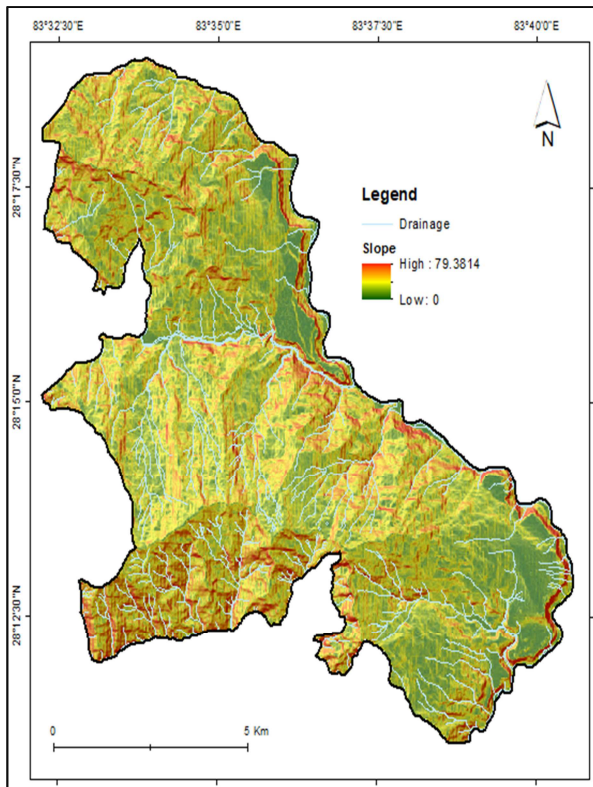 83°32'30"E 83°35'0"E 83°37'30"E 83°40'0"E
N
28°17'30"N
28°15'0"N
28°12'30"N
Legend
Drainage
Slope
High : 79.3814
Low : 0
0 5 Km